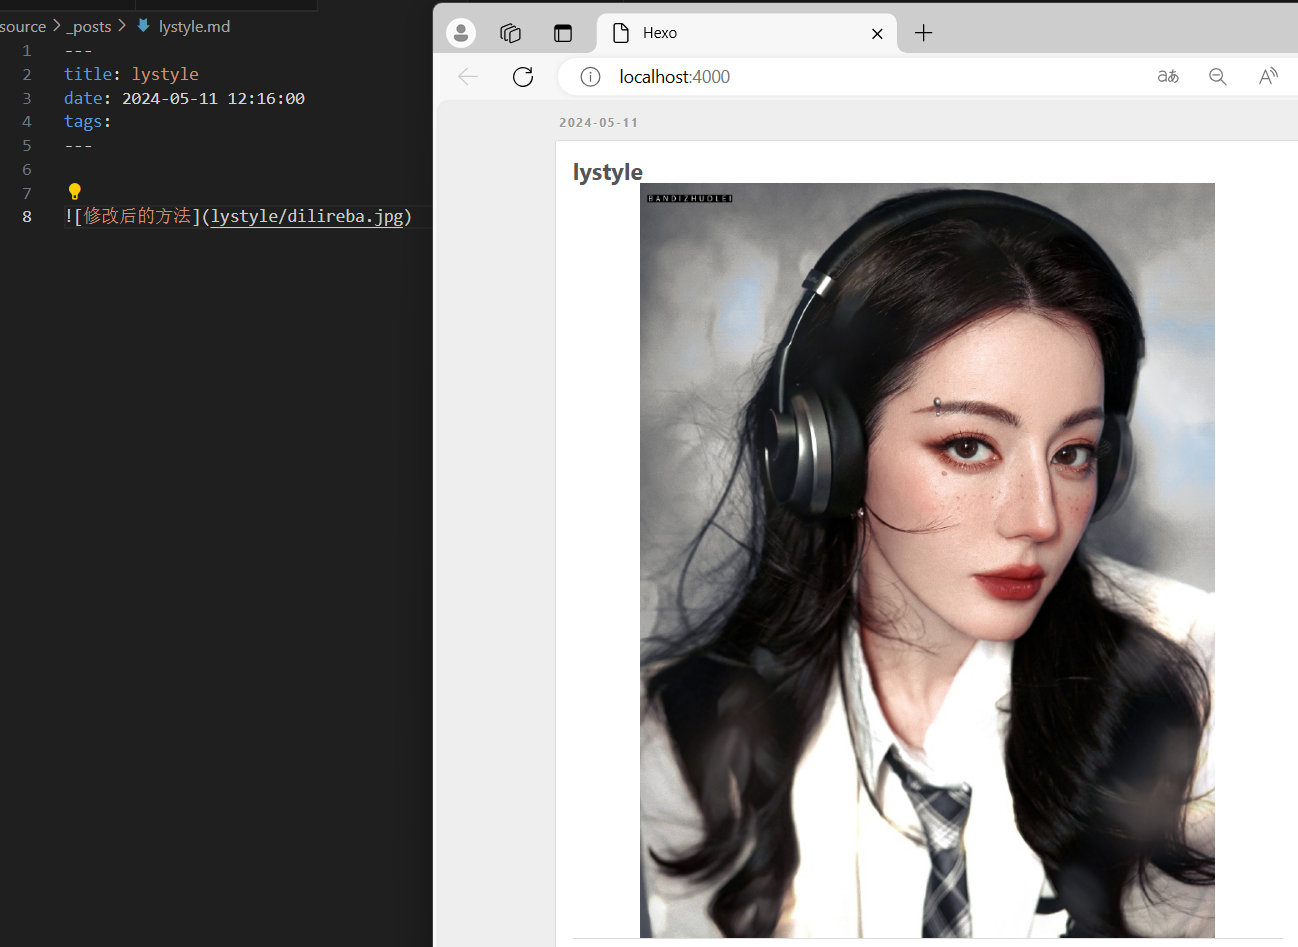 source > _posts > lystyle.md
1 ---
2 title: lystyle
3 date: 2024-05-11 12:16:00
4 tags:
5 ---
6
7
8 ![修改后的方法](lystyle/dilireba.jpg)
Hexo
localhost:4000
aあ
A
2024-05-11
lystyle
BANDIZHUOLEI